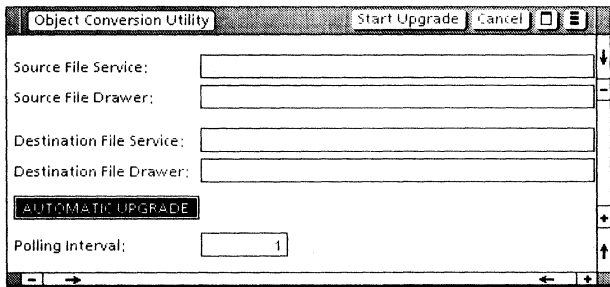 Object Conversion Utility Start Upgrade Cancel
Source File Service:
Source File Drawer:
Destination File Service:
Destination File Drawer:
AUTOMATIC UPGRADE
Polling Interval: 1